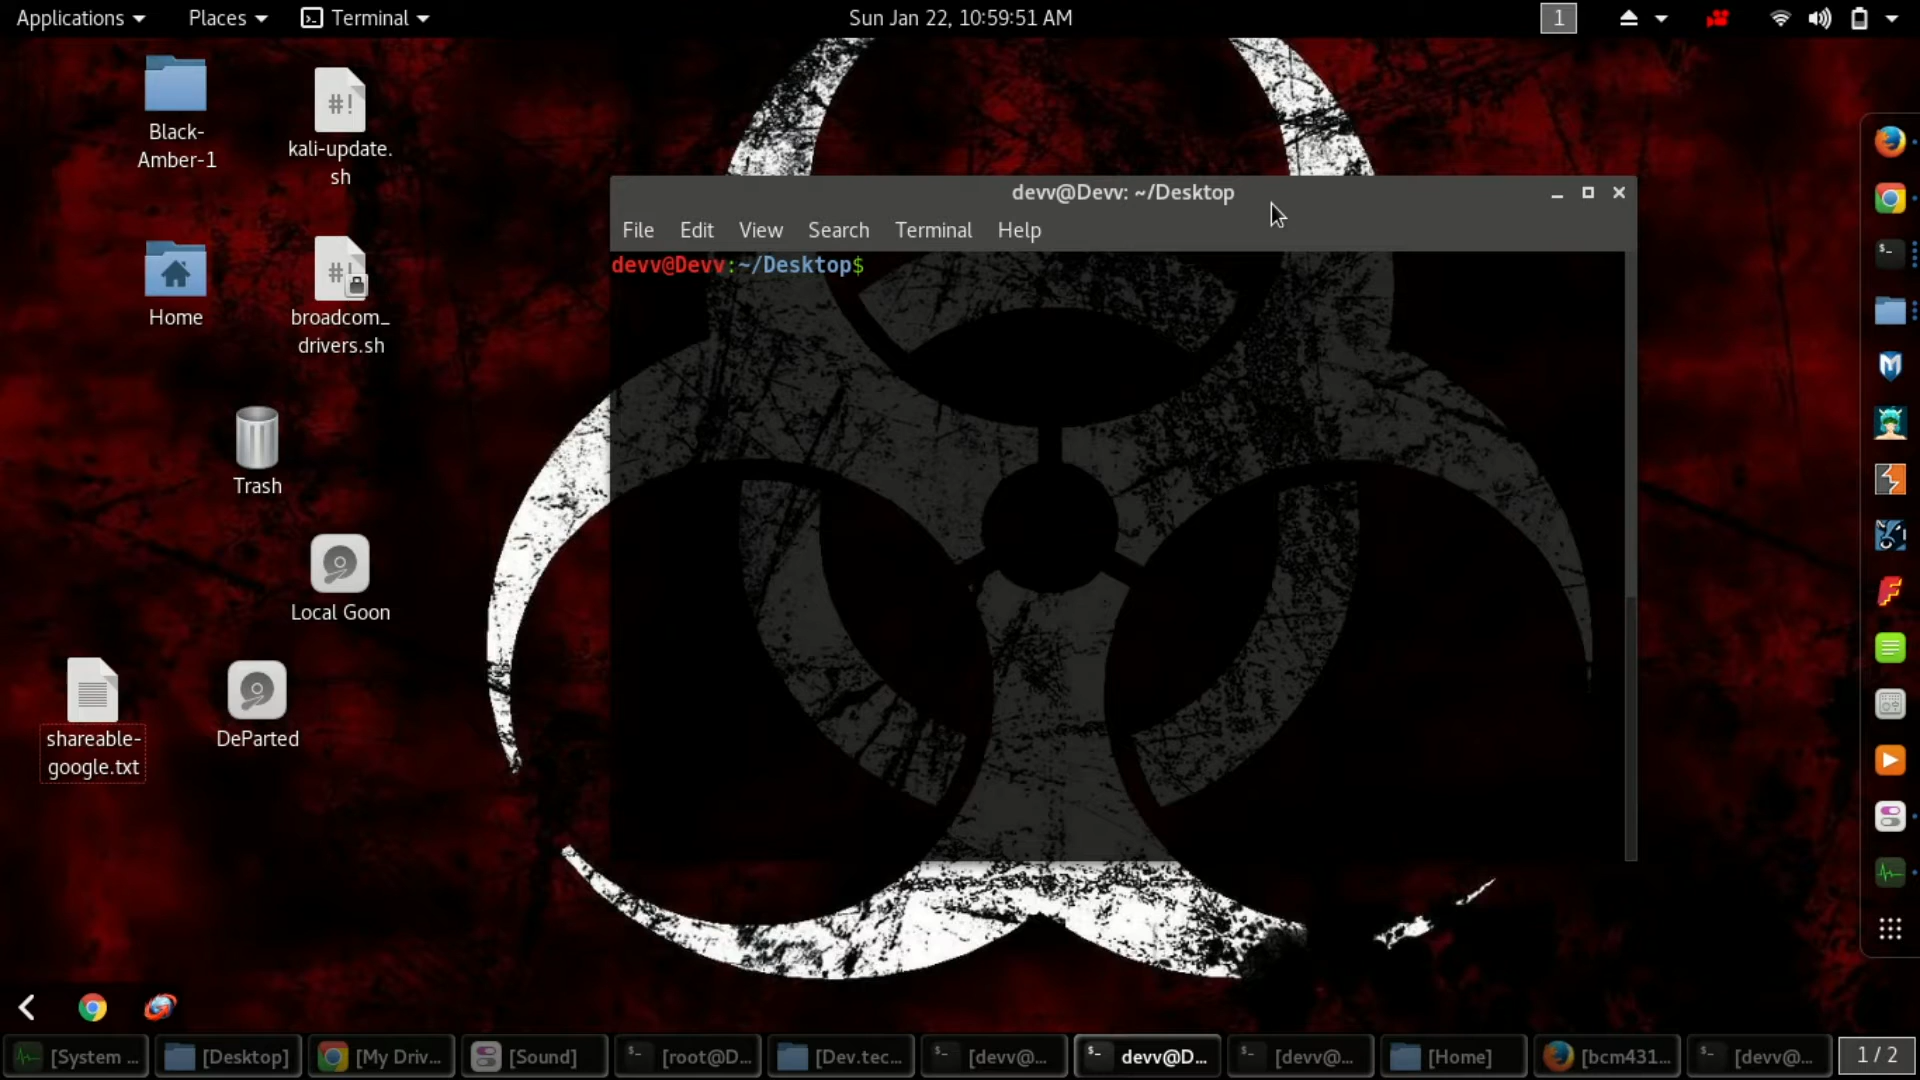 Applications Places Terminal Sun Jan 22, 10:59:51 AM 1
Black-
Amber-1
kali-update.
sh
Home
broadcom_
drivers.sh
Trash
Local Goon
shareable-
google.txt
DeParted
devv@Devv: ~/Desktop
File Edit View Search Terminal Help
devv@Devv:~/Desktop$
[System ... [Desktop] [My Driv... [Sound] [root@D... [Dev.tec... [devv@... devv@D... [devv@... [Home] [bcm431... [devv@... 1 / 2